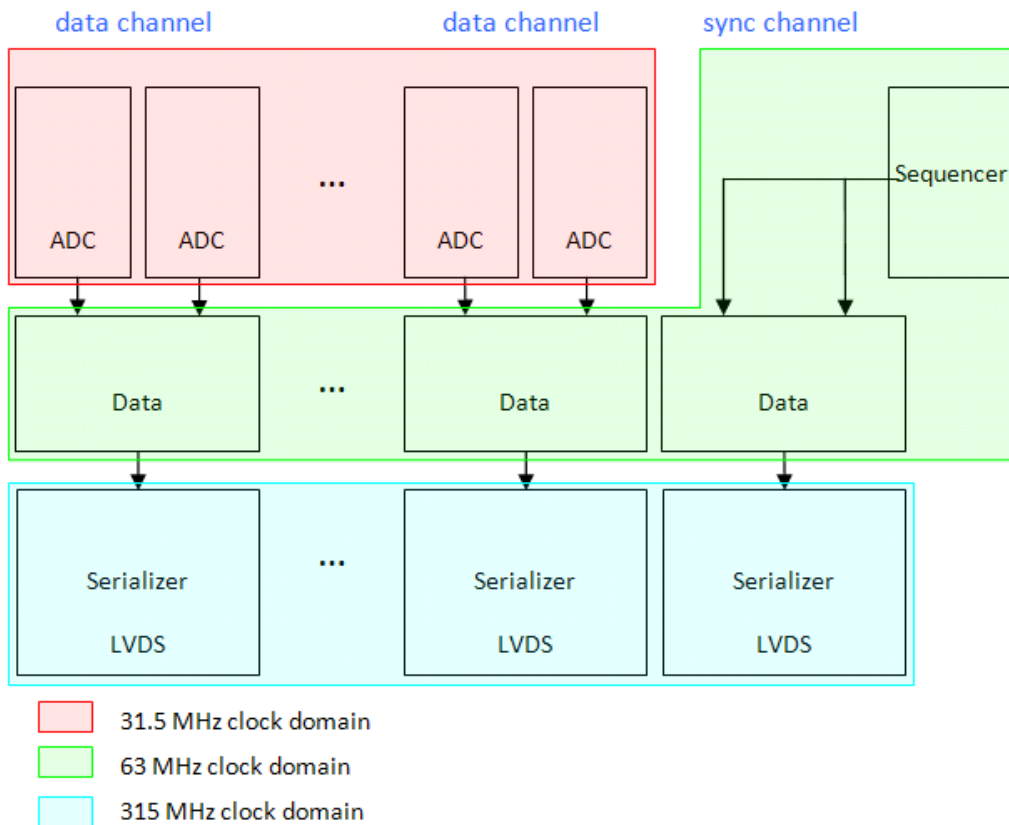 data channel
data channel
sync channel
...
Sequencer
ADC
ADC
ADC
ADC
...
Data
Data
Data
...
Serializer
LVDS
Serializer
LVDS
Serializer
LVDS
31.5 MHz clock domain
63 MHz clock domain
315 MHz clock domain